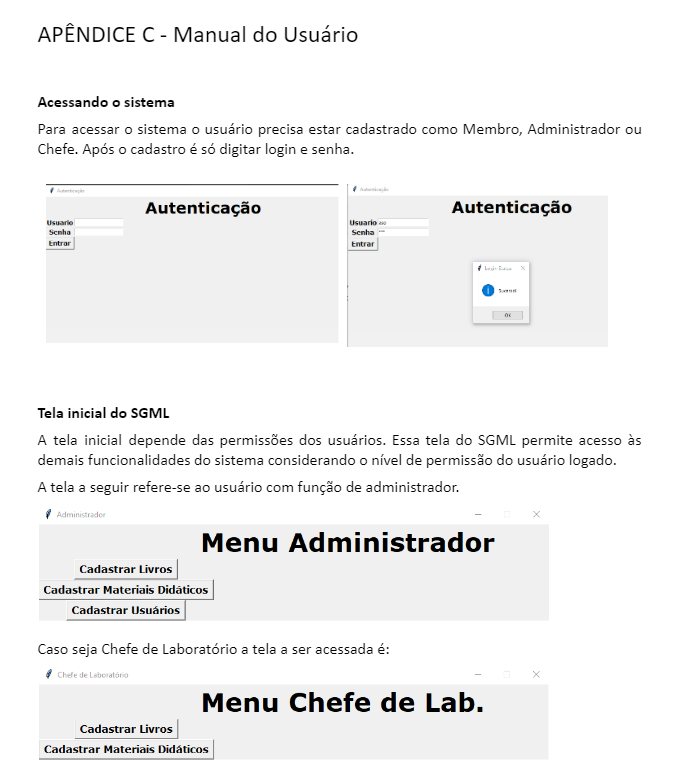 APÊNDICE C - Manual do Usuário
Acessando o sistema
Para acessar o sistema o usuário precisa estar cadastrado como Membro, Administrador ou
Chefe. Após o cadastro é só digitar login e senha.
Autenticação
Autenticação
Usuario
Senha
Entrar
Autenticação
Autenticação
Usuario
Senha
Entrar
OK
Tela inicial do SGML
A tela inicial depende das permissões dos usuários. Essa tela do SGML permite acesso às
demais funcionalidades do sistema considerando o nível de permissão do usuário logado.
A tela a seguir refere-se ao usuário com função de administrador.
Administrador
Menu Administrador
Cadastrar Livros
Cadastrar Materiais Didáticos
Cadastrar Usuários
Caso seja Chefe de Laboratório a tela a ser acessada é:
Chefe de Laboratório
Menu Chefe de Lab.
Cadastrar Livros
Cadastrar Materiais Didáticos